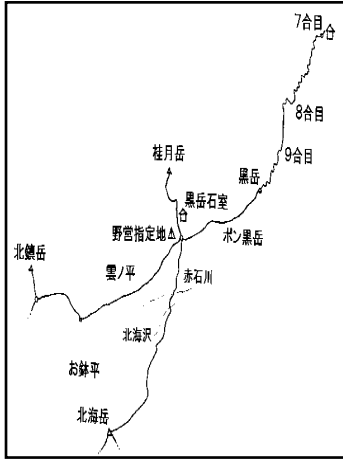 7合目
8合目
9合目
桂月岳
黒岳
黒岳石室
野営指定地
ポン黒岳
北鎮岳
雲ノ平
赤石川
北海沢
お鉢平
北海岳